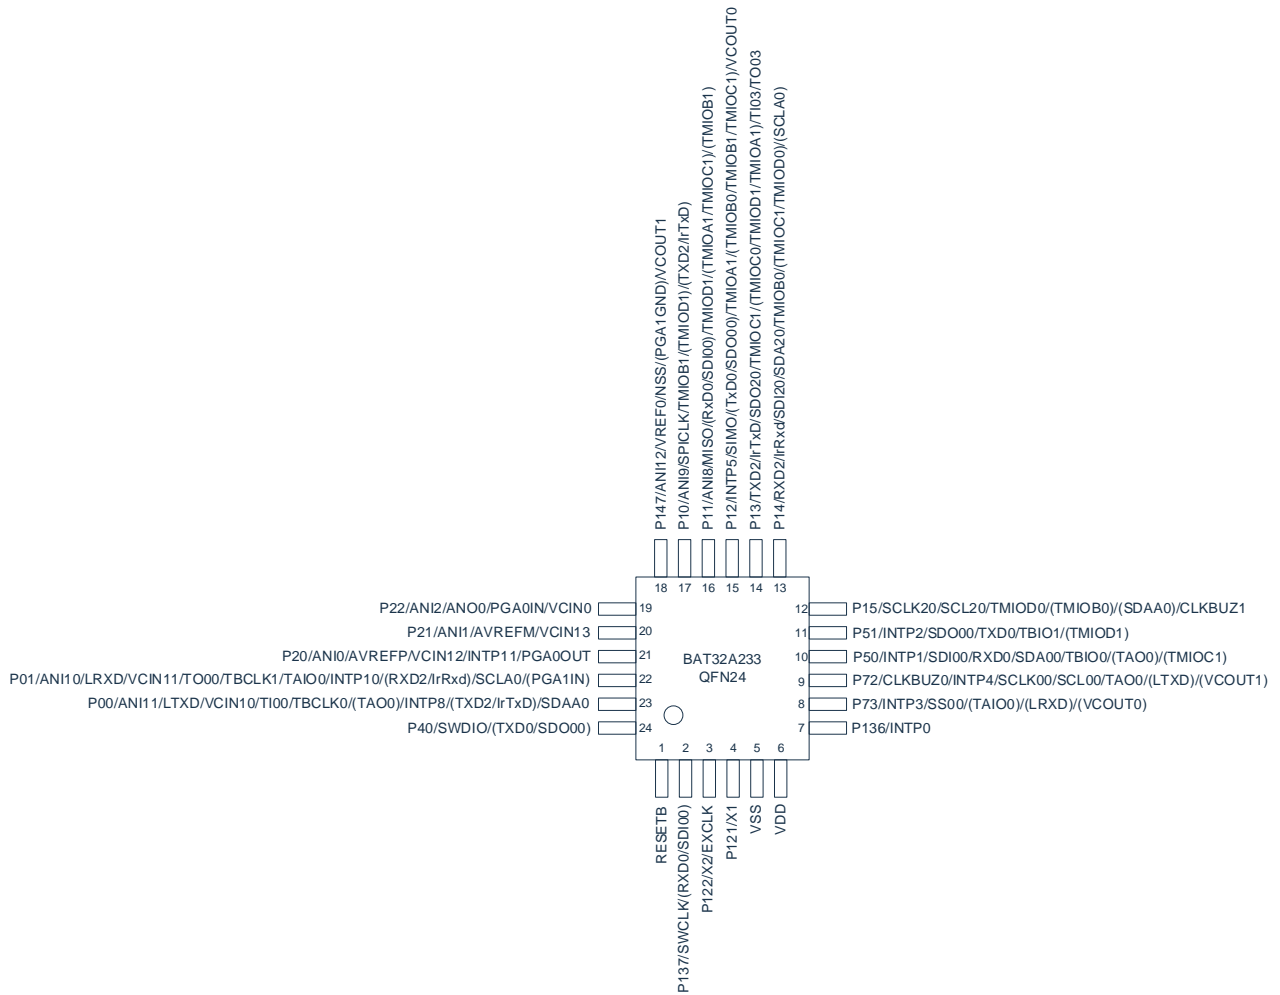 P147/ANI12/VREF0/NSS/(PGA1GND)/VCOUT1
P10/ANI9/SPICLK/TMIOB1/(TMIOD1)/(TXD2/IrTxD)
P11/ANI8/MISO/(RxD0/SDI00)/TMIOD1/(TMIOA1/TMIOC1)/(TMIOB1)
P12/INTP5/SIMO/(TxD0/SDO00)/TMIOA1/(TMIOB0/TMIOB1/TMIOC1)/VCOUT0
P13/TXD2/IrTxD/SDO20/TMIOC1/(TMIOC0/TMIOD1/TMIOA1)/TI03/TO03
P14/RXD2/IrRxd/SDI20/SDA20/TMIOB0/(TMIOC1/TMIOD0)/(SCLA0)
18 17 16 15 14 13
P22/ANI2/ANO0/PGA0IN/VCIN0 19
P21/ANI1/AVREFM/VCIN13 20
P20/ANI0/AVREFP/VCIN12/INTP11/PGA0OUT 21
P01/ANI10/LRXD/VCIN11/TO00/TBCLK1/TAIO0/INTP10/(RXD2/IrRxd)/SCLA0/(PGA1IN) 22
P00/ANI11/LTXD/VCIN10/TI00/TBCLK0/(TAO0)/INTP8/(TXD2/IrTxD)/SDAA0 23
P40/SWDIO/(TXD0/SDO00) 24
BAT32A233
QFN24
12 P15/SCLK20/SCL20/TMIOD0/(TMIOB0)/(SDAA0)/CLKBUZ1
11 P51/INTP2/SDO00/TXD0/TBIO1/(TMIOD1)
10 P50/INTP1/SDI00/RXD0/SDA00/TBIO0/(TAO0)/(TMIOC1)
9 P72/CLKBUZ0/INTP4/SCLK00/SCL00/TAO0/(LTXD)/(VCOUT1)
8 P73/INTP3/SS00/(TAIO0)/(LRXD)/(VCOUT0)
7 P136/INTP0
1 2 3 4 5 6
RESETB
P137/SWCLK/(RXD0/SDI00)
P122/X2/EXCLK
P121/X1
VSS
VDD